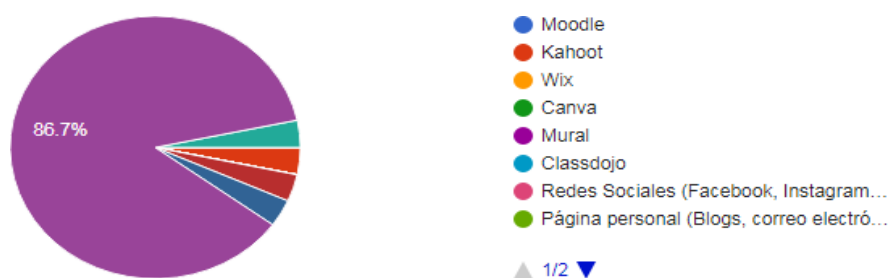 86.7%
Moodle
Kahoot
Wix
Canva
Mural
Classdojo
Redes Sociales (Facebook, Instagram...
Página personal (Blogs, correo electró...
1/2